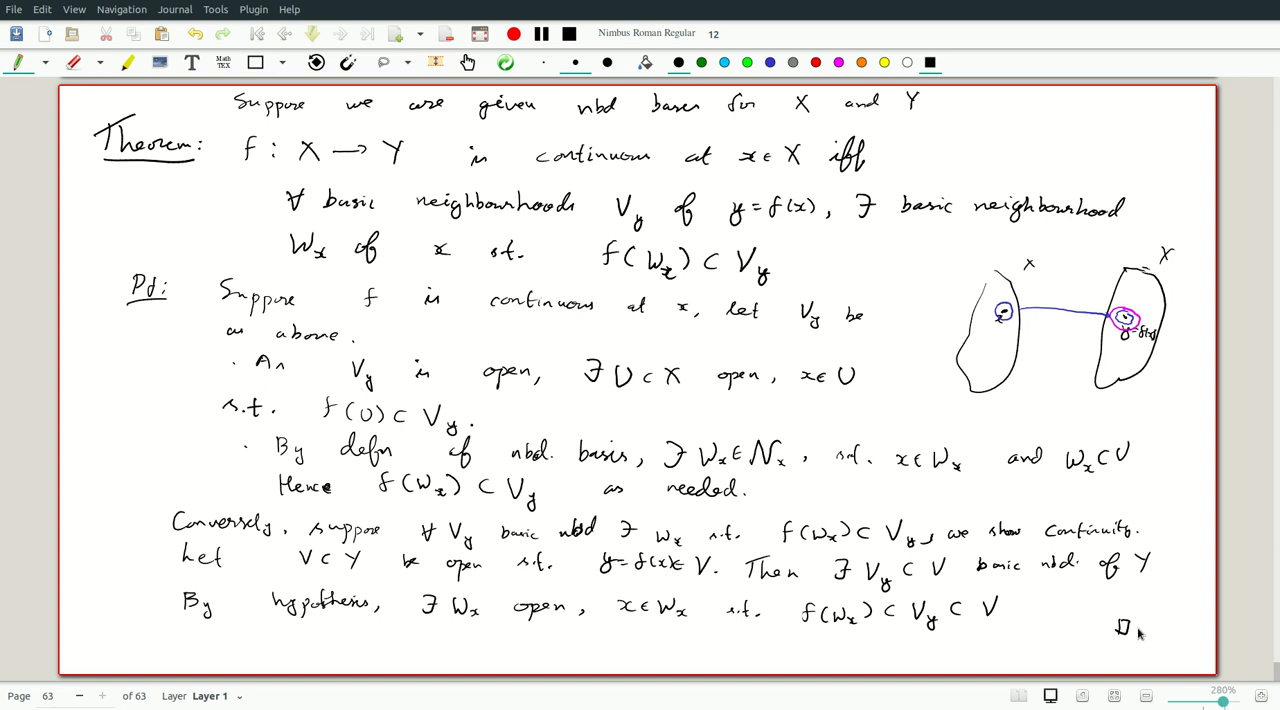 File Edit View Navigation Journal Tools Plugin Help
Nimbus Roman Regular 12
Math TEX
Suppose we are given nbd bases for X and Y
Theorem: f : X → Y is continuous at x ∈ X iff
∀ basic neighbourhoods V_y of y = f(x), ∃ basic neighbourhood
W_x of x s.t. f(W_x) ⊂ V_y
Pf: Suppose f is continuous at x, let V_y be
as above.
· As V_y is open, ∃ U ⊂ X open, x ∈ U
s.t. f(U) ⊂ V_y.
· By defn of nbd. basis, ∃ W_x ∈ N_x, s.t. x ∈ W_x and W_x ⊂ U
Hence f(W_x) ⊂ V_y as needed.
Conversely, suppose ∀ V_y basic nbd ∃ W_x s.t. f(W_x) ⊂ V_y, we show continuity.
Let V ⊂ Y be open s.t. y = f(x) ∈ V. Then ∃ V_y ⊂ V basic nbd. of Y
By hypothesis, ∃ W_x open, x ∈ W_x s.t. f(W_x) ⊂ V_y ⊂ V
□
X
Y
x
y = f(x)
Page 63 − + of 63 Layer Layer 1
280%